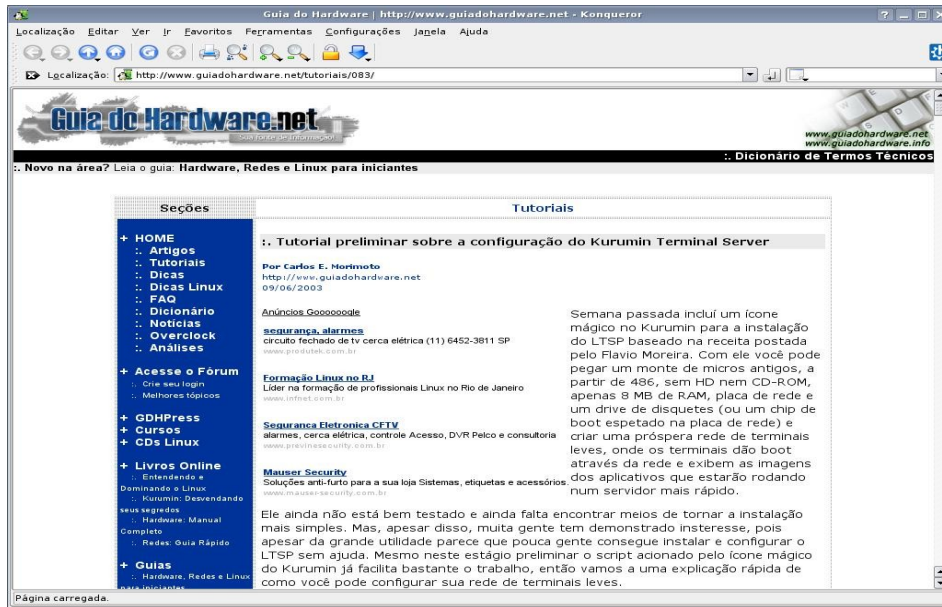 Guia do Hardware | http://www.guiadohardware.net - Konqueror
Localização Editar Ver Ir Favoritos Ferramentas Configurações Janela Ajuda
Localização: http://www.guiadohardware.net/tutoriais/083/
Guia do Hardware.net
Sua fonte de informação!
www.guiadohardware.net
www.guiadohardware.info
:. Dicionário de Termos Técnicos
:. Novo na área? Leia o guia: Hardware, Redes e Linux para iniciantes
Seções
+ HOME
:. Artigos
:. Tutoriais
:. Dicas
:. Dicas Linux
:. FAQ
:. Dicionário
:. Notícias
:. Overclock
:. Análises
+ Acesse o Fórum
:. Crie seu login
:. Melhores tópicos
+ GDHPress
+ Cursos
+ CDs Linux
+ Livros Online
:. Entendendo e
Dominando o Linux
:. Kurumin: Desvendando
seus segredos
:. Hardware: Manual
Completo
:. Redes: Guia Rápido
+ Guias
:. Hardware, Redes e Linux
para iniciantes
Tutoriais
:. Tutorial preliminar sobre a configuração do Kurumin Terminal Server
Por Carlos E. Morimoto
http://www.guiadohardware.net
09/06/2003
Anúncios Goooooogle
segurança, alarmes
circuito fechado de tv cerca elétrica (11) 6452-3811 SP
www.produtek.com.br
Formação Linux no RJ
Líder na formação de profissionais Linux no Rio de Janeiro
www.infnet.com.br
Seguranca Eletronica CFTV
alarmes, cerca elétrica, controle Acesso, DVR Pelco e consultoria
www.previnesecurity.com.br
Mauser Security
Soluções anti-furto para a sua loja Sistemas, etiquetas e acessórios.
www.mauser-security.com.br
Semana passada incluí um ícone
mágico no Kurumin para a instalação
do LTSP baseado na receita postada
pelo Flavio Moreira. Com ele você pode
pegar um monte de micros antigos, a
partir de 486, sem HD nem CD-ROM,
apenas 8 MB de RAM, placa de rede e
um drive de disquetes (ou um chip de
boot espetado na placa de rede) e
criar uma próspera rede de terminais
leves, onde os terminais dão boot
através da rede e exibem as imagens
dos aplicativos que estarão rodando
num servidor mais rápido.
Ele ainda não está bem testado e ainda falta encontrar meios de tornar a instalação
mais simples. Mas, apesar disso, muita gente tem demonstrado insteresse, pois
apesar da grande utilidade parece que pouca gente consegue instalar e configurar o
LTSP sem ajuda. Mesmo neste estágio preliminar o script acionado pelo ícone mágico
do Kurumin já facilita bastante o trabalho, então vamos a uma explicação rápida de
como você pode configurar sua rede de terminais leves.
Página carregada.